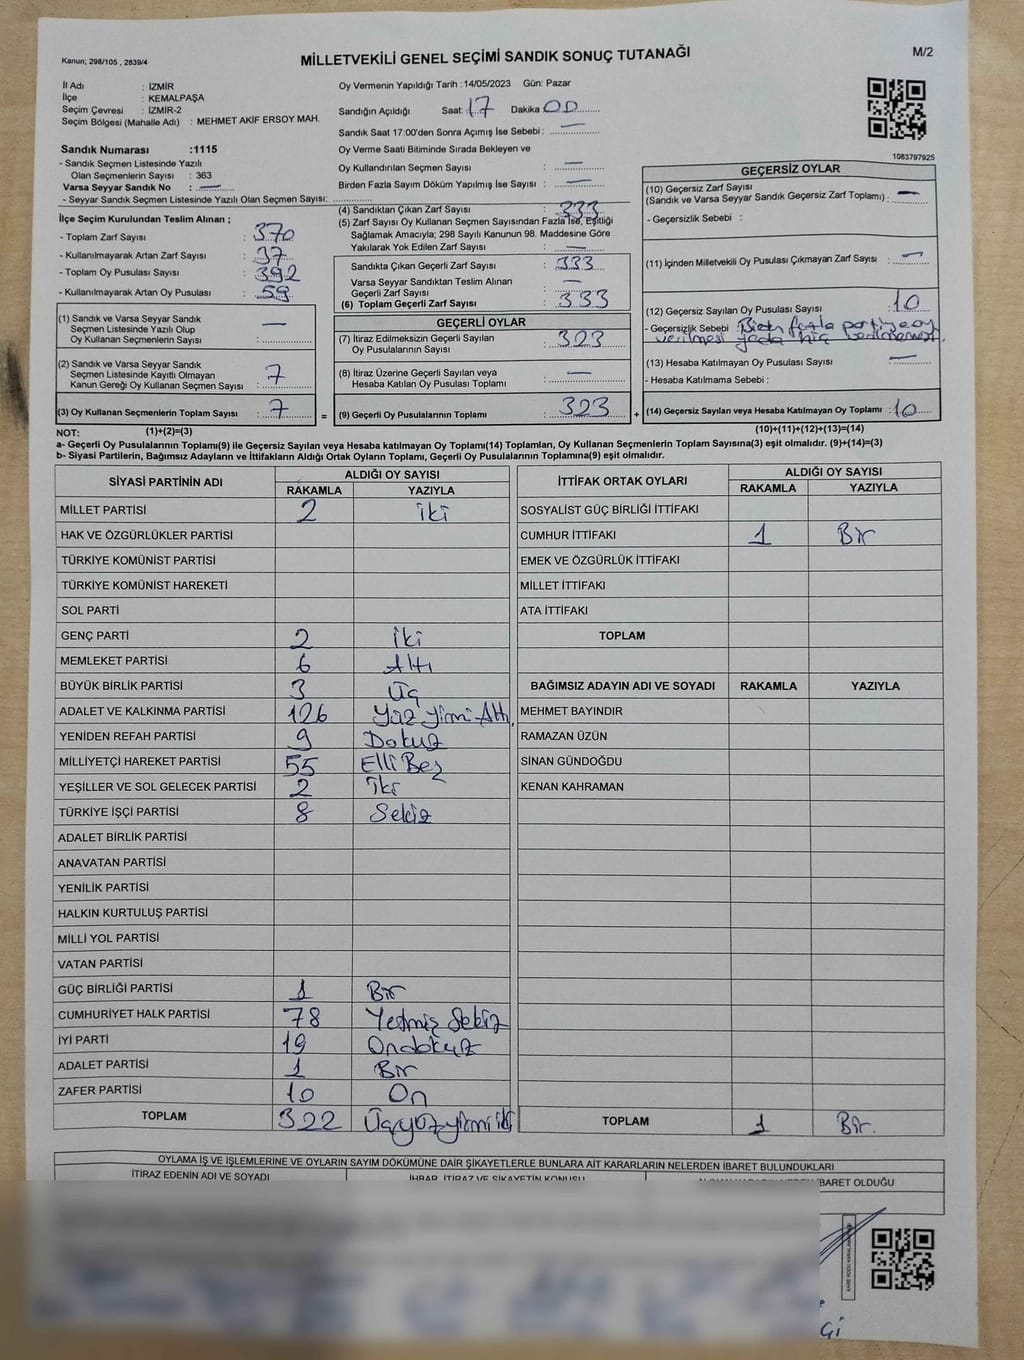 Kanun; 298/105 , 2839/4
MİLLETVEKİLİ GENEL SEÇİMİ SANDIK SONUÇ TUTANAĞI
M/2
İl Adı : İZMİR
İlçe : KEMALPAŞA
Seçim Çevresi : İZMİR-2
Seçim Bölgesi (Mahalle Adı) : MEHMET AKİF ERSOY MAH.
Oy Vermenin Yapıldığı Tarih :14/05/2023 Gün: Pazar
Sandığın Açıldığı Saat: 17 Dakika 00
Sandık Saat 17:00'den Sonra Açımış İse Sebebi : —
Sandık Numarası :1115
- Sandık Seçmen Listesinde Yazılı
Olan Seçmenlerin Sayısı : 363
Varsa Seyyar Sandık No : —
- Seyyar Sandık Seçmen Listesinde Yazılı Olan Seçmen Sayısı:
Oy Verme Saati Bitiminde Sırada Bekleyen ve
Oy Kullandırılan Seçmen Sayısı : —
Birden Fazla Sayım Döküm Yapılmış İse Sayısı : —
1083797925
İlçe Seçim Kurulundan Teslim Alınan ;
- Toplam Zarf Sayısı : 370
- Kullanılmayarak Artan Zarf Sayısı : 37
- Toplam Oy Pusulası Sayısı : 392
- Kullanılmayarak Artan Oy Pusulası : 59
(4) Sandıktan Çıkan Zarf Sayısı : 333
(5) Zarf Sayısı Oy Kullanan Seçmen Sayısından Fazla İse, Eşitliği
Sağlamak Amacıyla; 298 Sayılı Kanunun 98. Maddesine Göre
Yakılarak Yok Edilen Zarf Sayısı : —
Sandıkta Çıkan Geçerli Zarf Sayısı : 333
Varsa Seyyar Sandıktan Teslim Alınan
Geçerli Zarf Sayısı : —
(6) Toplam Geçerli Zarf Sayısı : 333
GEÇERSİZ OYLAR
(10) Geçersiz Zarf Sayısı
(Sandık ve Varsa Seyyar Sandık Geçersiz Zarf Toplamı) : —
- Geçersizlik Sebebi :
(11) İçinden Milletvekili Oy Pusulası Çıkmayan Zarf Sayısı : —
(12) Geçersiz Sayılan Oy Pusulası Sayısı : 10
- Geçersizlik Sebebi : Birden fazla partiye oy
verilmesi yada hiç verilmemesi.
(13) Hesaba Katılmayan Oy Pusulası Sayısı : —
- Hesaba Katılmama Sebebi :
(14) Geçersiz Sayılan veya Hesaba Katılmayan Oy Toplamı : 10
(10)+(11)+(12)+(13)=(14)
(1) Sandık ve Varsa Seyyar Sandık
Seçmen Listesinde Yazılı Olup
Oy Kullanan Seçmenlerin Sayısı : —
(2) Sandık ve Varsa Seyyar Sandık
Seçmen Listesinde Kayıtlı Olmayan
Kanun Gereği Oy Kullanan Seçmen Sayısı : 7
(3) Oy Kullanan Seçmenlerin Toplam Sayısı : 7 =
(1)+(2)=(3)
GEÇERLİ OYLAR
(7) İtiraz Edilmeksizin Geçerli Sayılan
Oy Pusulalarının Sayısı : 323
(8) İtiraz Üzerine Geçerli Sayılan veya
Hesaba Katılan Oy Pusulası Toplamı : —
(9) Geçerli Oy Pusulalarının Toplamı : 323 +
NOT:
a- Geçerli Oy Pusulalarının Toplamı(9) ile Geçersiz Sayılan veya Hesaba katılmayan Oy Toplamı(14) Toplamları, Oy Kullanan Seçmenlerin Toplam Sayısına(3) eşit olmalıdır. (9)+(14)=(3)
b- Siyasi Partilerin, Bağımsız Adayların ve İttifakların Aldığı Ortak Oyların Toplamı, Geçerli Oy Pusulalarının Toplamına(9) eşit olmalıdır.
SİYASİ PARTİNİN ADI ALDIĞI OY SAYISI
RAKAMLA YAZIYLA
MİLLET PARTİSİ 2 iki
HAK VE ÖZGÜRLÜKLER PARTİSİ
TÜRKİYE KOMÜNİST PARTİSİ
TÜRKİYE KOMÜNİST HAREKETİ
SOL PARTİ
GENÇ PARTİ 2 iki
MEMLEKET PARTİSİ 6 Altı
BÜYÜK BİRLİK PARTİSİ 3 Üç
ADALET VE KALKINMA PARTİSİ 126 Yüz yirmi Altı
YENİDEN REFAH PARTİSİ 9 Dokuz
MİLLİYETÇİ HAREKET PARTİSİ 55 Elli Beş
YEŞİLLER VE SOL GELECEK PARTİSİ 2 İki
TÜRKİYE İŞÇİ PARTİSİ 8 Sekiz
ADALET BİRLİK PARTİSİ
ANAVATAN PARTİSİ
YENİLİK PARTİSİ
HALKIN KURTULUŞ PARTİSİ
MİLLİ YOL PARTİSİ
VATAN PARTİSİ
GÜÇ BİRLİĞİ PARTİSİ 1 Bir
CUMHURİYET HALK PARTİSİ 78 Yetmiş Sekiz
İYİ PARTİ 19 Ondokuz
ADALET PARTİSİ 1 Bir
ZAFER PARTİSİ 10 On
TOPLAM 322 Üçyüzyirmi iki
İTTİFAK ORTAK OYLARI ALDIĞI OY SAYISI
RAKAMLA YAZIYLA
SOSYALİST GÜÇ BİRLİĞİ İTTİFAKI
CUMHUR İTTİFAKI 1 Bir
EMEK VE ÖZGÜRLÜK İTTİFAKI
MİLLET İTTİFAKI
ATA İTTİFAKI
TOPLAM
BAĞIMSIZ ADAYIN ADI VE SOYADI RAKAMLA YAZIYLA
MEHMET BAYINDIR
RAMAZAN ÜZÜN
SİNAN GÜNDOĞDU
KENAN KAHRAMAN
TOPLAM 1 Bir.
OYLAMA İŞ VE İŞLEMLERİNE VE OYLARIN SAYIM DÖKÜMÜNE DAİR ŞİKAYETLERLE BUNLARA AİT KARARLARIN NELERDEN İBARET BULUNDUKLARI
İTİRAZ EDENİN ADI VE SOYADI İHBAR, İTİRAZ VE ŞİKAYETİN KONUSU İBARET OLDUĞU